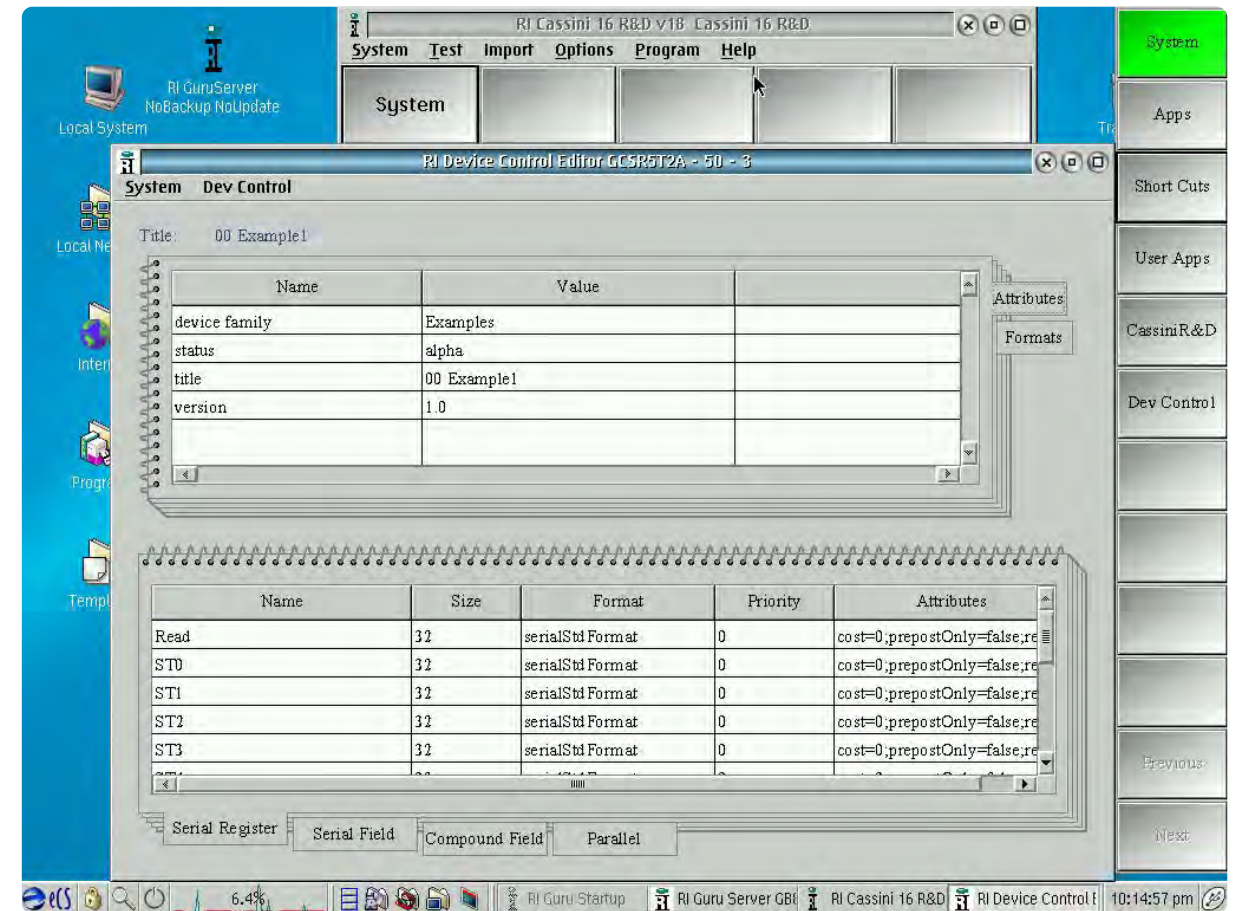 RI Cassini 16 R&D v18 Cassini 16 R&D
System Test Import Options Program Help
System
RI GuruServer
NoBackup NoUpdate
Local System
RI Device Control Editor GC5R5T2A - 50 - 3
System Dev Control
Title: 00 Example1
Name Value
device family Examples
status alpha
title 00 Example1
version 1.0
Attributes
Formats
Name Size Format Priority Attributes
Read 32 serialStdFormat 0 cost=0;prepostOnly=false;re
ST0 32 serialStdFormat 0 cost=0;prepostOnly=false;re
ST1 32 serialStdFormat 0 cost=0;prepostOnly=false;re
ST2 32 serialStdFormat 0 cost=0;prepostOnly=false;re
ST3 32 serialStdFormat 0 cost=0;prepostOnly=false;re
Serial Register Serial Field Compound Field Parallel
Local Ne
Inter
Progr
Templ
System
Apps
Short Cuts
User Apps
CassiniR&D
Dev Control
Previous
Next
eCS 6.4% RI Guru Startup RI Guru Server RI Cassini 16 R&D RI Device Control 10:14:57 pm